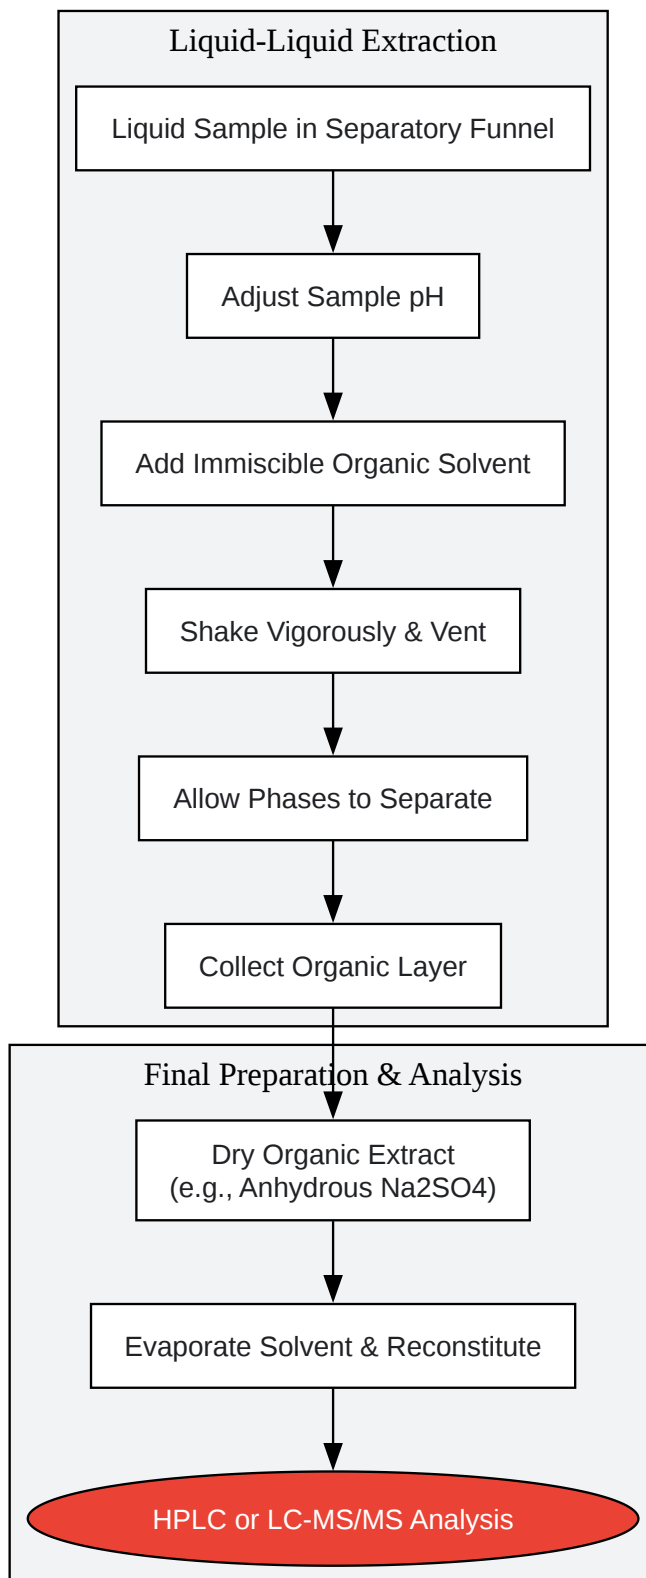 Liquid-Liquid Extraction
Liquid Sample in Separatory Funnel
Adjust Sample pH
Add Immiscible Organic Solvent
Shake Vigorously & Vent
Allow Phases to Separate
Collect Organic Layer
Final Preparation & Analysis
Dry Organic Extract
(e.g., Anhydrous Na2SO4)
Evaporate Solvent & Reconstitute
HPLC or LC-MS/MS Analysis